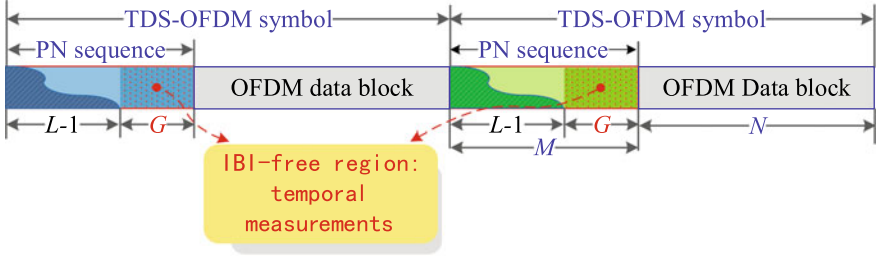 TDS-OFDM symbol TDS-OFDM symbol
PN sequence PN sequence
OFDM data block OFDM Data block
L-1 G L-1 G N
M
IBI-free region:
temporal
measurements